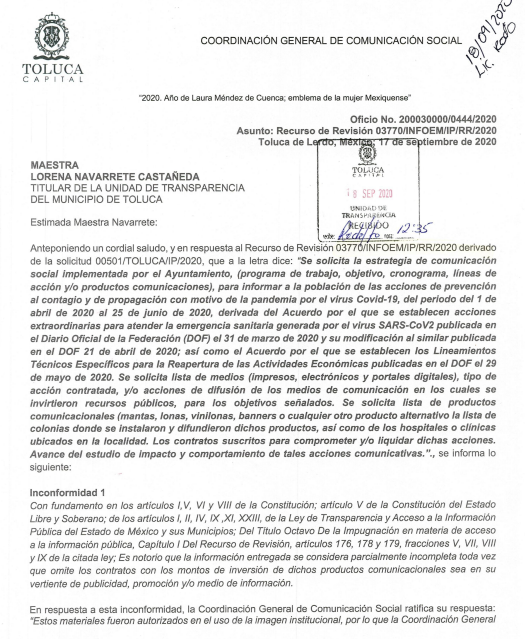 TOLUCA
CAPITAL
COORDINACIÓN GENERAL DE COMUNICACIÓN SOCIAL
18/09/2020
"2020. Año de Laura Méndez de Cuenca; emblema de la mujer Mexiquense"
Oficio No. 200030000/0444/2020
Asunto: Recurso de Revisión 03770/INFOEM/IP/RR/2020
Toluca de Lerdo, México; 17 de septiembre de 2020
TOLUCA
CAPITAL
18 SEP 2020
UNIDAD DE
TRANSPARENCIA
RECIBIDO
12:35
MAESTRA
LORENA NAVARRETE CASTAÑEDA
TITULAR DE LA UNIDAD DE TRANSPARENCIA
DEL MUNICIPIO DE TOLUCA
Estimada Maestra Navarrete:
Anteponiendo un cordial saludo, y en respuesta al Recurso de Revisión 03770/INFOEM/IP/RR/2020 derivado
de la solicitud 00501/TOLUCA/IP/2020, que a la letra dice: "Se solicita la estrategia de comunicación
social implementada por el Ayuntamiento, (programa de trabajo, objetivo, cronograma, líneas de
acción y/o productos comunicaciones), para informar a la población de las acciones de prevención
al contagio y de propagación con motivo de la pandemia por el virus Covid-19, del periodo del 1 de
abril de 2020 al 25 de junio de 2020, derivada del Acuerdo por el que se establecen acciones
extraordinarias para atender la emergencia sanitaria generada por el virus SARS-CoV2 publicada en
el Diario Oficial de la Federación (DOF) el 31 de marzo de 2020 y su modificación al similar publicada
en el DOF 21 de abril de 2020; así como el Acuerdo por el que se establecen los Lineamientos
Técnicos Específicos para la Reapertura de las Actividades Económicas publicadas en el DOF el 29
de mayo de 2020. Se solicita lista de medios (impresos, electrónicos y portales digitales), tipo de
acción contratada, y/o acciones de difusión de los medios de comunicación en los cuales se
invirtieron recursos públicos, para los objetivos señalados. Se solicita lista de productos
comunicacionales (mantas, lonas, vinilonas, banners o cualquier otro producto alternativo la lista de
colonias donde se instalaron y difundieron dichos productos, así como de los hospitales o clínicas
ubicados en la localidad. Los contratos suscritos para comprometer y/o liquidar dichas acciones.
Avance del estudio de impacto y comportamiento de tales acciones comunicativas."., se informa lo
siguiente:
Inconformidad 1
Con fundamento en los artículos I,V, VI y VIII de la Constitución; artículo V de la Constitución del Estado
Libre y Soberano; de los artículos I, II, IV, IX ,XI, XXIII, de la Ley de Transparencia y Acceso a la Información
Pública del Estado de México y sus Municipios; Del Título Octavo De la Impugnación en materia de acceso
a la información pública, Capítulo I Del Recurso de Revisión, artículos 176, 178 y 179, fracciones V, VII, VIII
y IX de la citada ley; Es notorio que la información entregada se considera parcialmente incompleta toda vez
que omite los contratos con los montos de inversión de dichos productos comunicacionales sea en su
vertiente de publicidad, promoción y/o medio de información.
En respuesta a esta inconformidad, la Coordinación General de Comunicación Social ratifica su respuesta:
"Estos materiales fueron autorizados en el uso de la imagen institucional, por lo que la Coordinación General